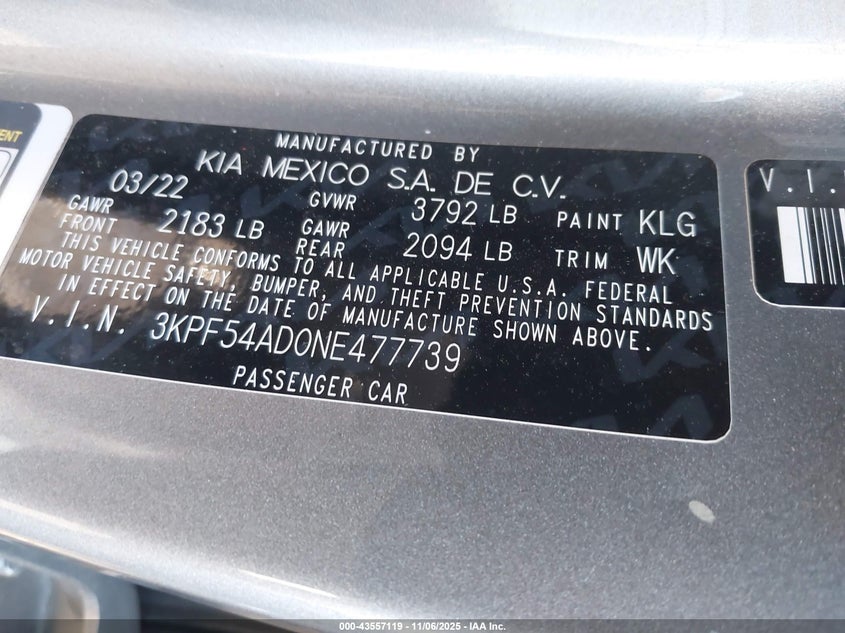 MENT
MANUFACTURED BY
KIA MEXICO S.A. DE C.V.
03/22 GVWR 3792 LB PAINT KLG
GAWR FRONT 2183 LB GAWR REAR 2094 LB TRIM WK
THIS VEHICLE CONFORMS TO ALL APPLICABLE U.S.A. FEDERAL
MOTOR VEHICLE SAFETY, BUMPER, AND THEFT PREVENTION STANDARDS
IN EFFECT ON THE DATE OF MANUFACTURE SHOWN ABOVE.
V.I.N. 3KPF54AD0NE477739
PASSENGER CAR
V.I.
000-43557119 - 11/06/2025 - IAA Inc.